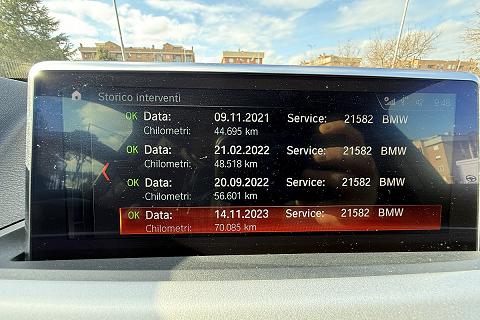 Storico interventi
9:46
OK Data: 09.11.2021 Service: 21582 BMW
Chilometri: 44.695 km
OK Data: 21.02.2022 Service: 21582 BMW
Chilometri: 48.518 km
OK Data: 20.09.2022 Service: 21582 BMW
Chilometri: 56.601 km
OK Data: 14.11.2023 Service: 21582 BMW
Chilometri: 70.085 km